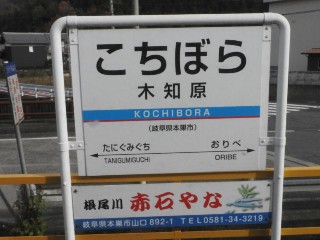 こちぼら
木知原
KOCHIBORA
(岐阜県本巣市)
たにぐみぐち おりべ
TANIGUMIGUCHI ORIBE
根尾川 赤石やな
岐阜県本巣市山口692-1 TEL0581-34-3219